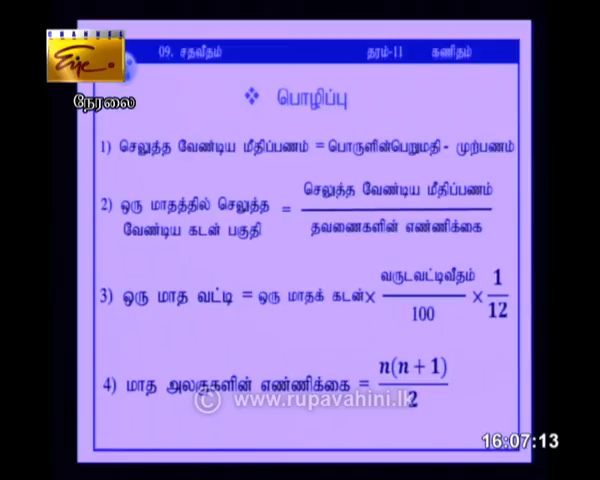 CHANNEL
Eye
நேரலை
09. சதவீதம் தரம்-11 கணிதம்
❖ பொழிப்பு
1) செலுத்த வேண்டிய மீதிப்பணம் = பொருளின்பெறுமதி - முற்பணம்
2) ஒரு மாதத்தில் செலுத்த வேண்டிய கடன் பகுதி = செலுத்த வேண்டிய மீதிப்பணம் / தவணைகளின் எண்ணிக்கை
3) ஒரு மாத வட்டி = ஒரு மாதக் கடன் × வருடவட்டிவீதம் / 100 × 1 / 12
4) மாத அலகுகளின் எண்ணிக்கை = n(n + 1) / 2
© www.rupavahini.lk
16:07:13